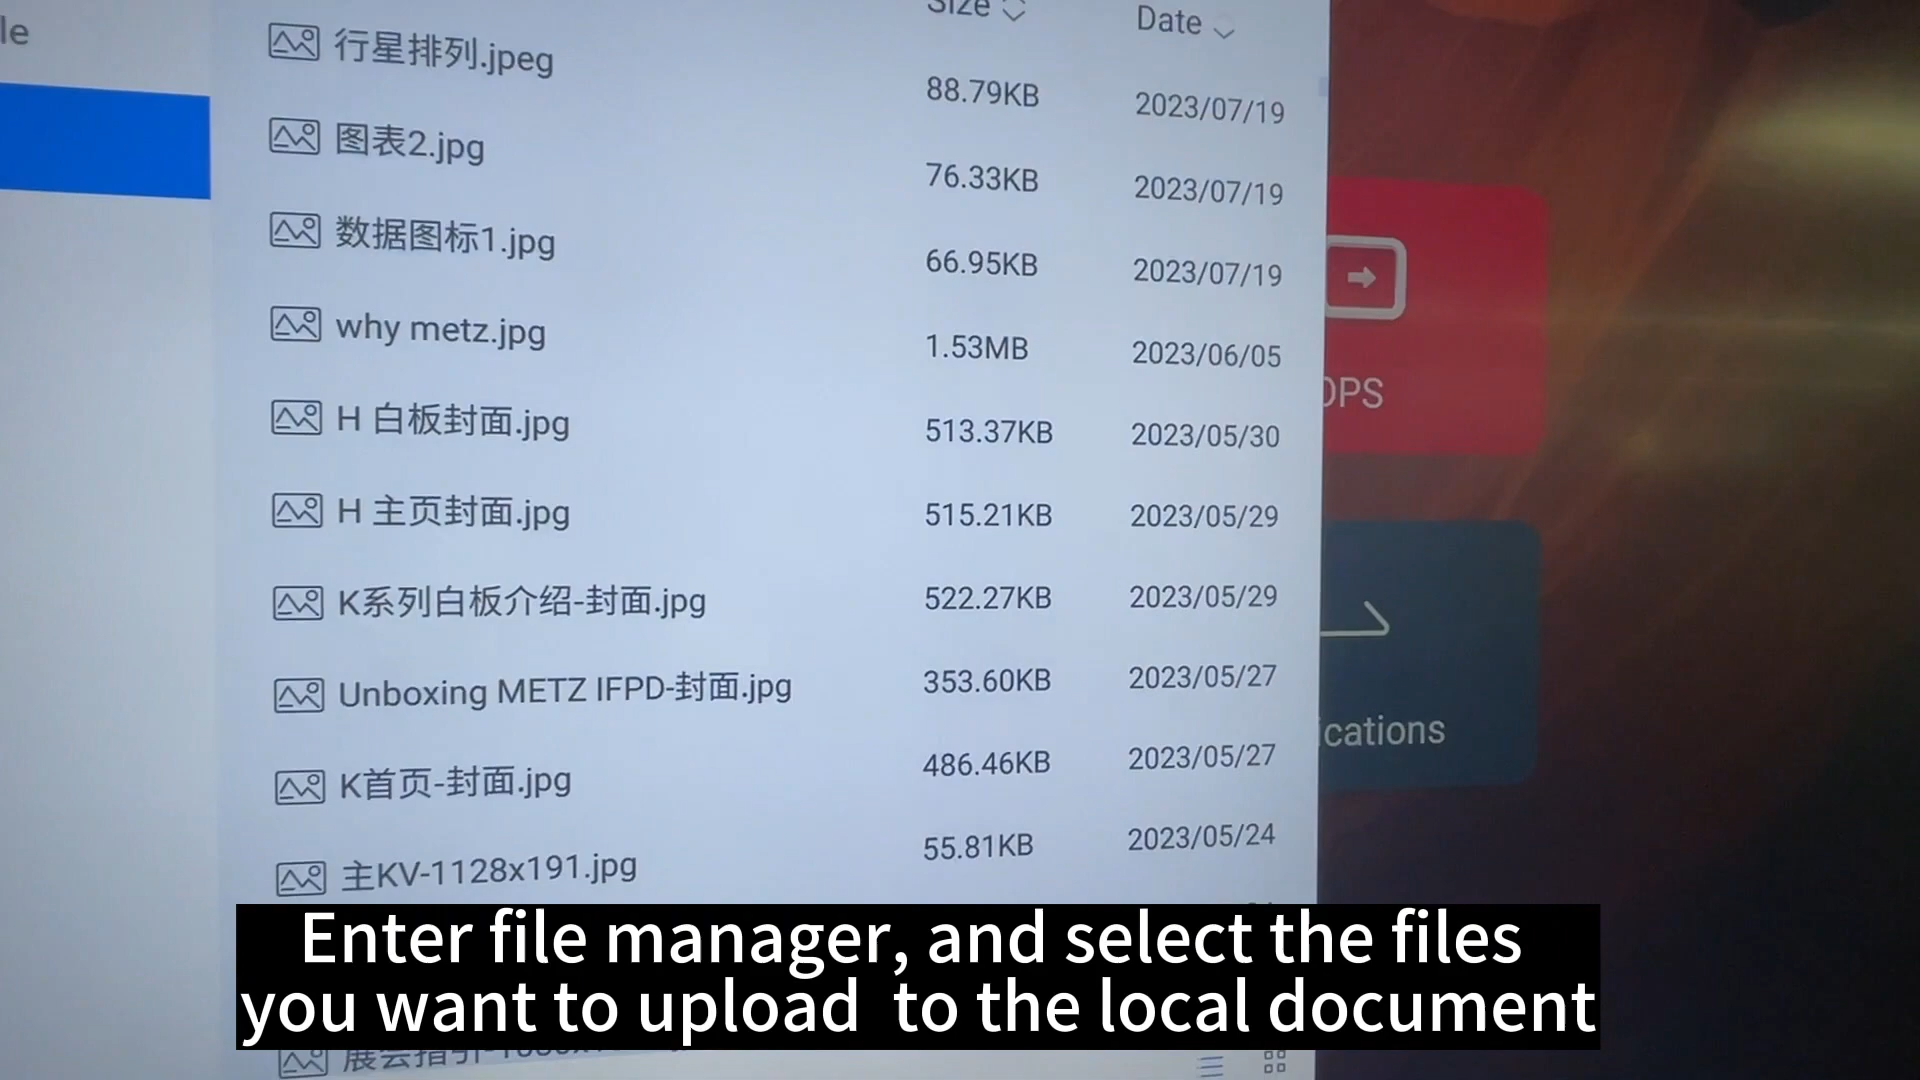 le
Size
Date
行星排列.jpeg
88.79KB
2023/07/19
图表2.jpg
76.33KB
2023/07/19
数据图标1.jpg
66.95KB
2023/07/19
why metz.jpg
1.53MB
2023/06/05
H 白板封面.jpg
513.37KB
2023/05/30
H 主页封面.jpg
515.21KB
2023/05/29
K系列白板介绍-封面.jpg
522.27KB
2023/05/29
Unboxing METZ IFPD-封面.jpg
353.60KB
2023/05/27
K首页-封面.jpg
486.46KB
2023/05/27
主KV-1128x191.jpg
55.81KB
2023/05/24
OPS
ications
Enter file manager, and select the files
you want to upload to the local document